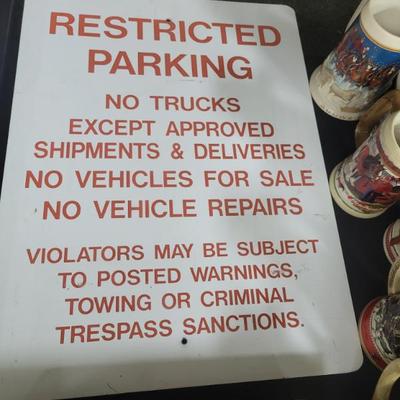 RESTRICTED
PARKING
NO TRUCKS
EXCEPT APPROVED
SHIPMENTS & DELIVERIES
NO VEHICLES FOR SALE
NO VEHICLE REPAIRS
VIOLATORS MAY BE SUBJECT
TO POSTED WARNINGS,
TOWING OR CRIMINAL
TRESPASS SANCTIONS.